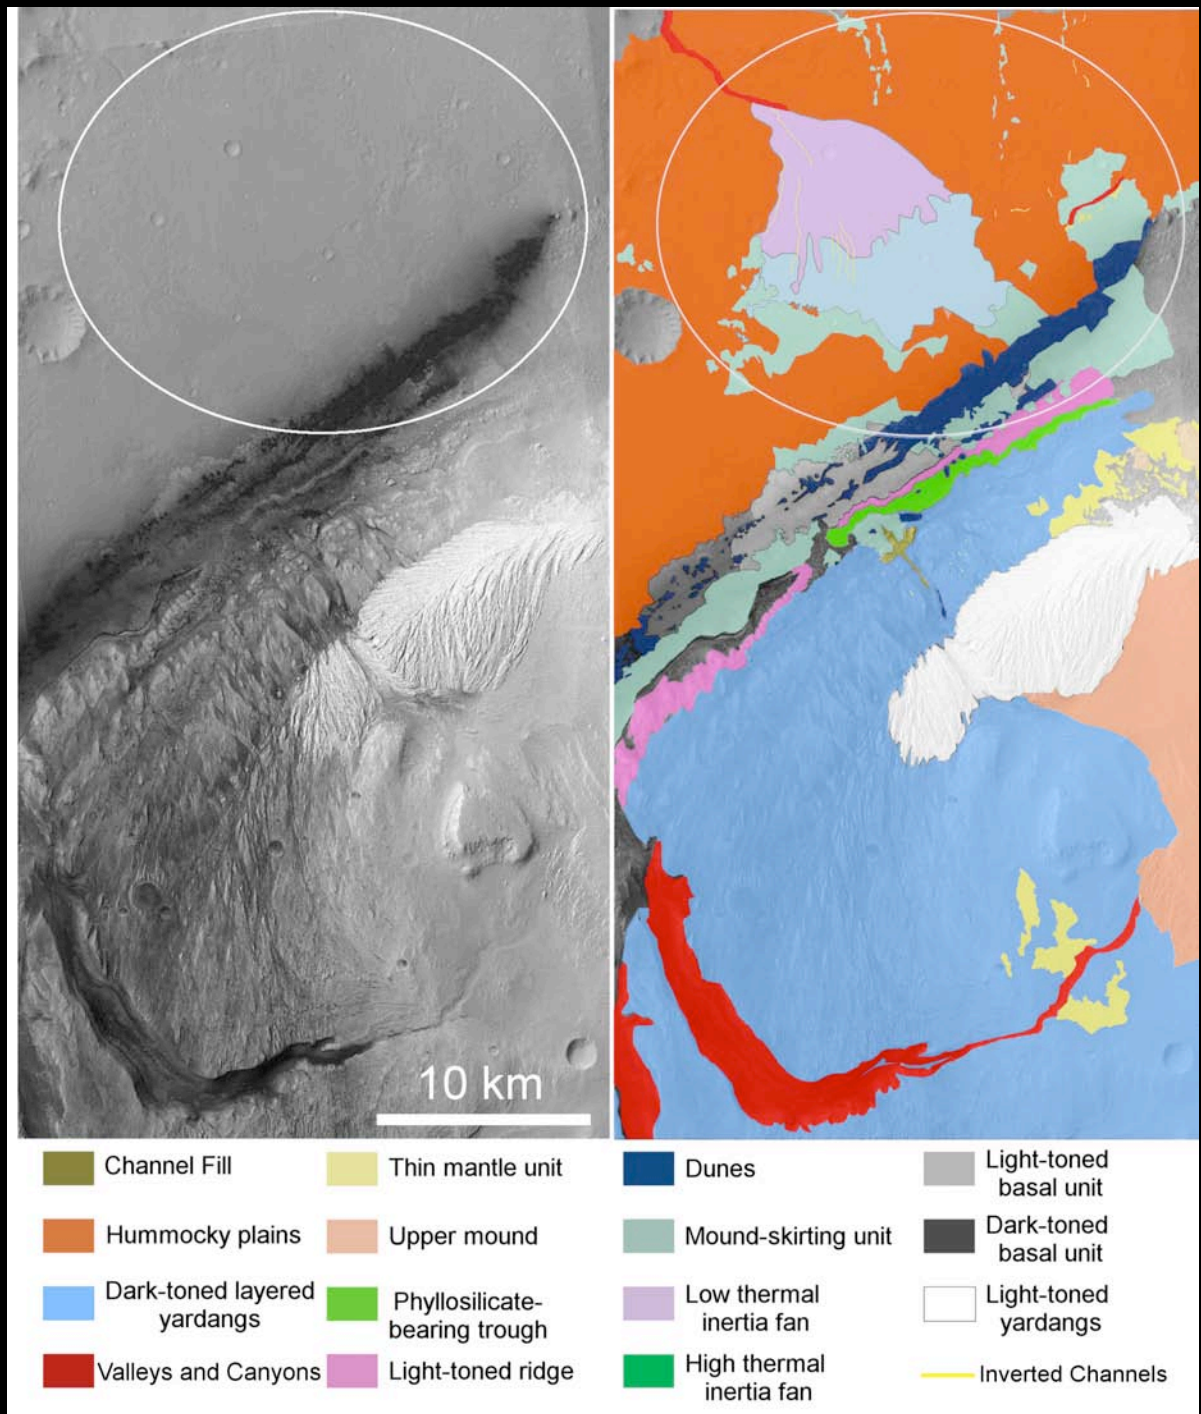 10 km
Channel Fill
Thin mantle unit
Dunes
Light-toned
basal unit
Hummocky plains
Upper mound
Mound-skirting unit
Dark-toned
basal unit
Dark-toned layered
yardangs
Phyllosilicate-
bearing trough
Low thermal
inertia fan
Light-toned
yardangs
Valleys and Canyons
Light-toned ridge
High thermal
inertia fan
Inverted Channels